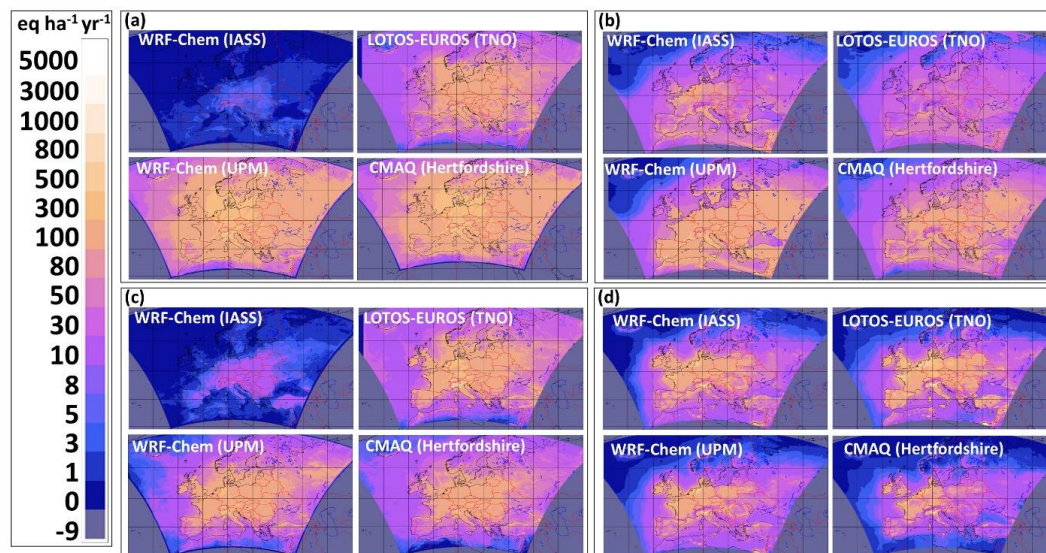 eq ha⁻¹ yr⁻¹
5000
3000
1000
800
500
300
100
80
50
30
10
8
5
3
1
0
-9
(a)
WRF-Chem (IASS)
LOTOS-EUROS (TNO)
WRF-Chem (UPM)
CMAQ (Hertfordshire)
(b)
WRF-Chem (IASS)
LOTOS-EUROS (TNO)
WRF-Chem (UPM)
CMAQ (Hertfordshire)
(c)
WRF-Chem (IASS)
LOTOS-EUROS (TNO)
WRF-Chem (UPM)
CMAQ (Hertfordshire)
(d)
WRF-Chem (IASS)
LOTOS-EUROS (TNO)
WRF-Chem (UPM)
CMAQ (Hertfordshire)